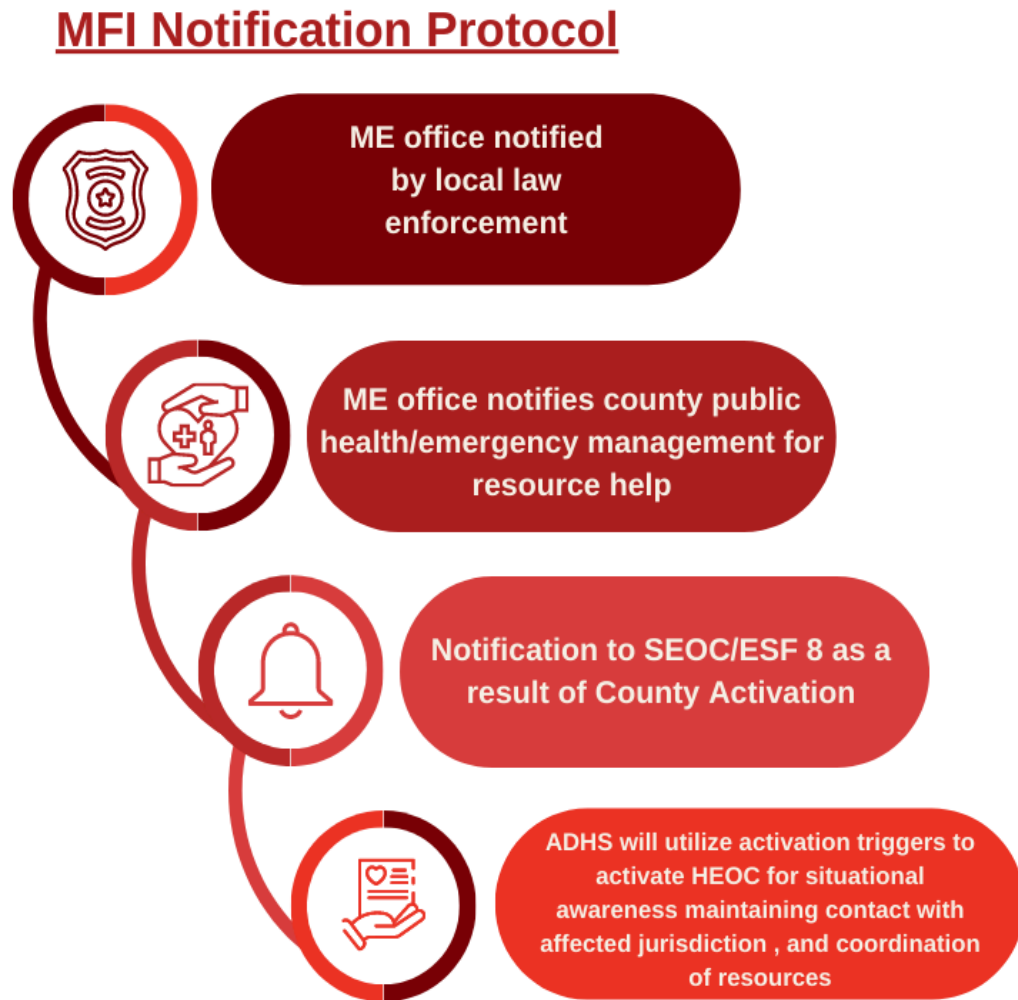 MFI Notification Protocol
ME office notified
by local law
enforcement
ME office notifies county public
health/emergency management for
resource help
Notification to SEOC/ESF 8 as a
result of County Activation
ADHS will utilize activation triggers to
activate HEOC for situational
awareness maintaining contact with
affected jurisdiction , and coordination
of resources